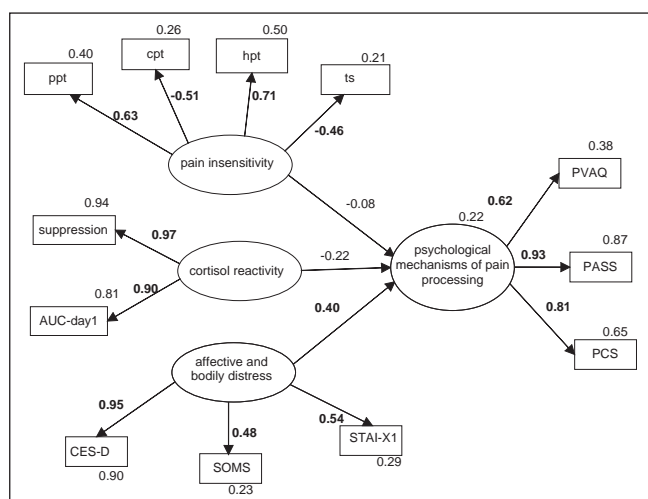 0.40
0.26
0.50
0.21
ppt
cpt
hpt
ts
0.63
-0.51
0.71
-0.46
pain insensitivity
-0.08
0.38
PVAQ
0.62
0.94
suppression
0.97
cortisol reactivity
-0.22
0.22
psychological
mechanisms of pain
processing
0.93
0.87
PASS
0.81
AUC-day1
0.90
0.40
0.81
0.65
PCS
affective and
bodily distress
0.95
0.48
0.54
CES-D
0.90
SOMS
0.23
STAI-X1
0.29